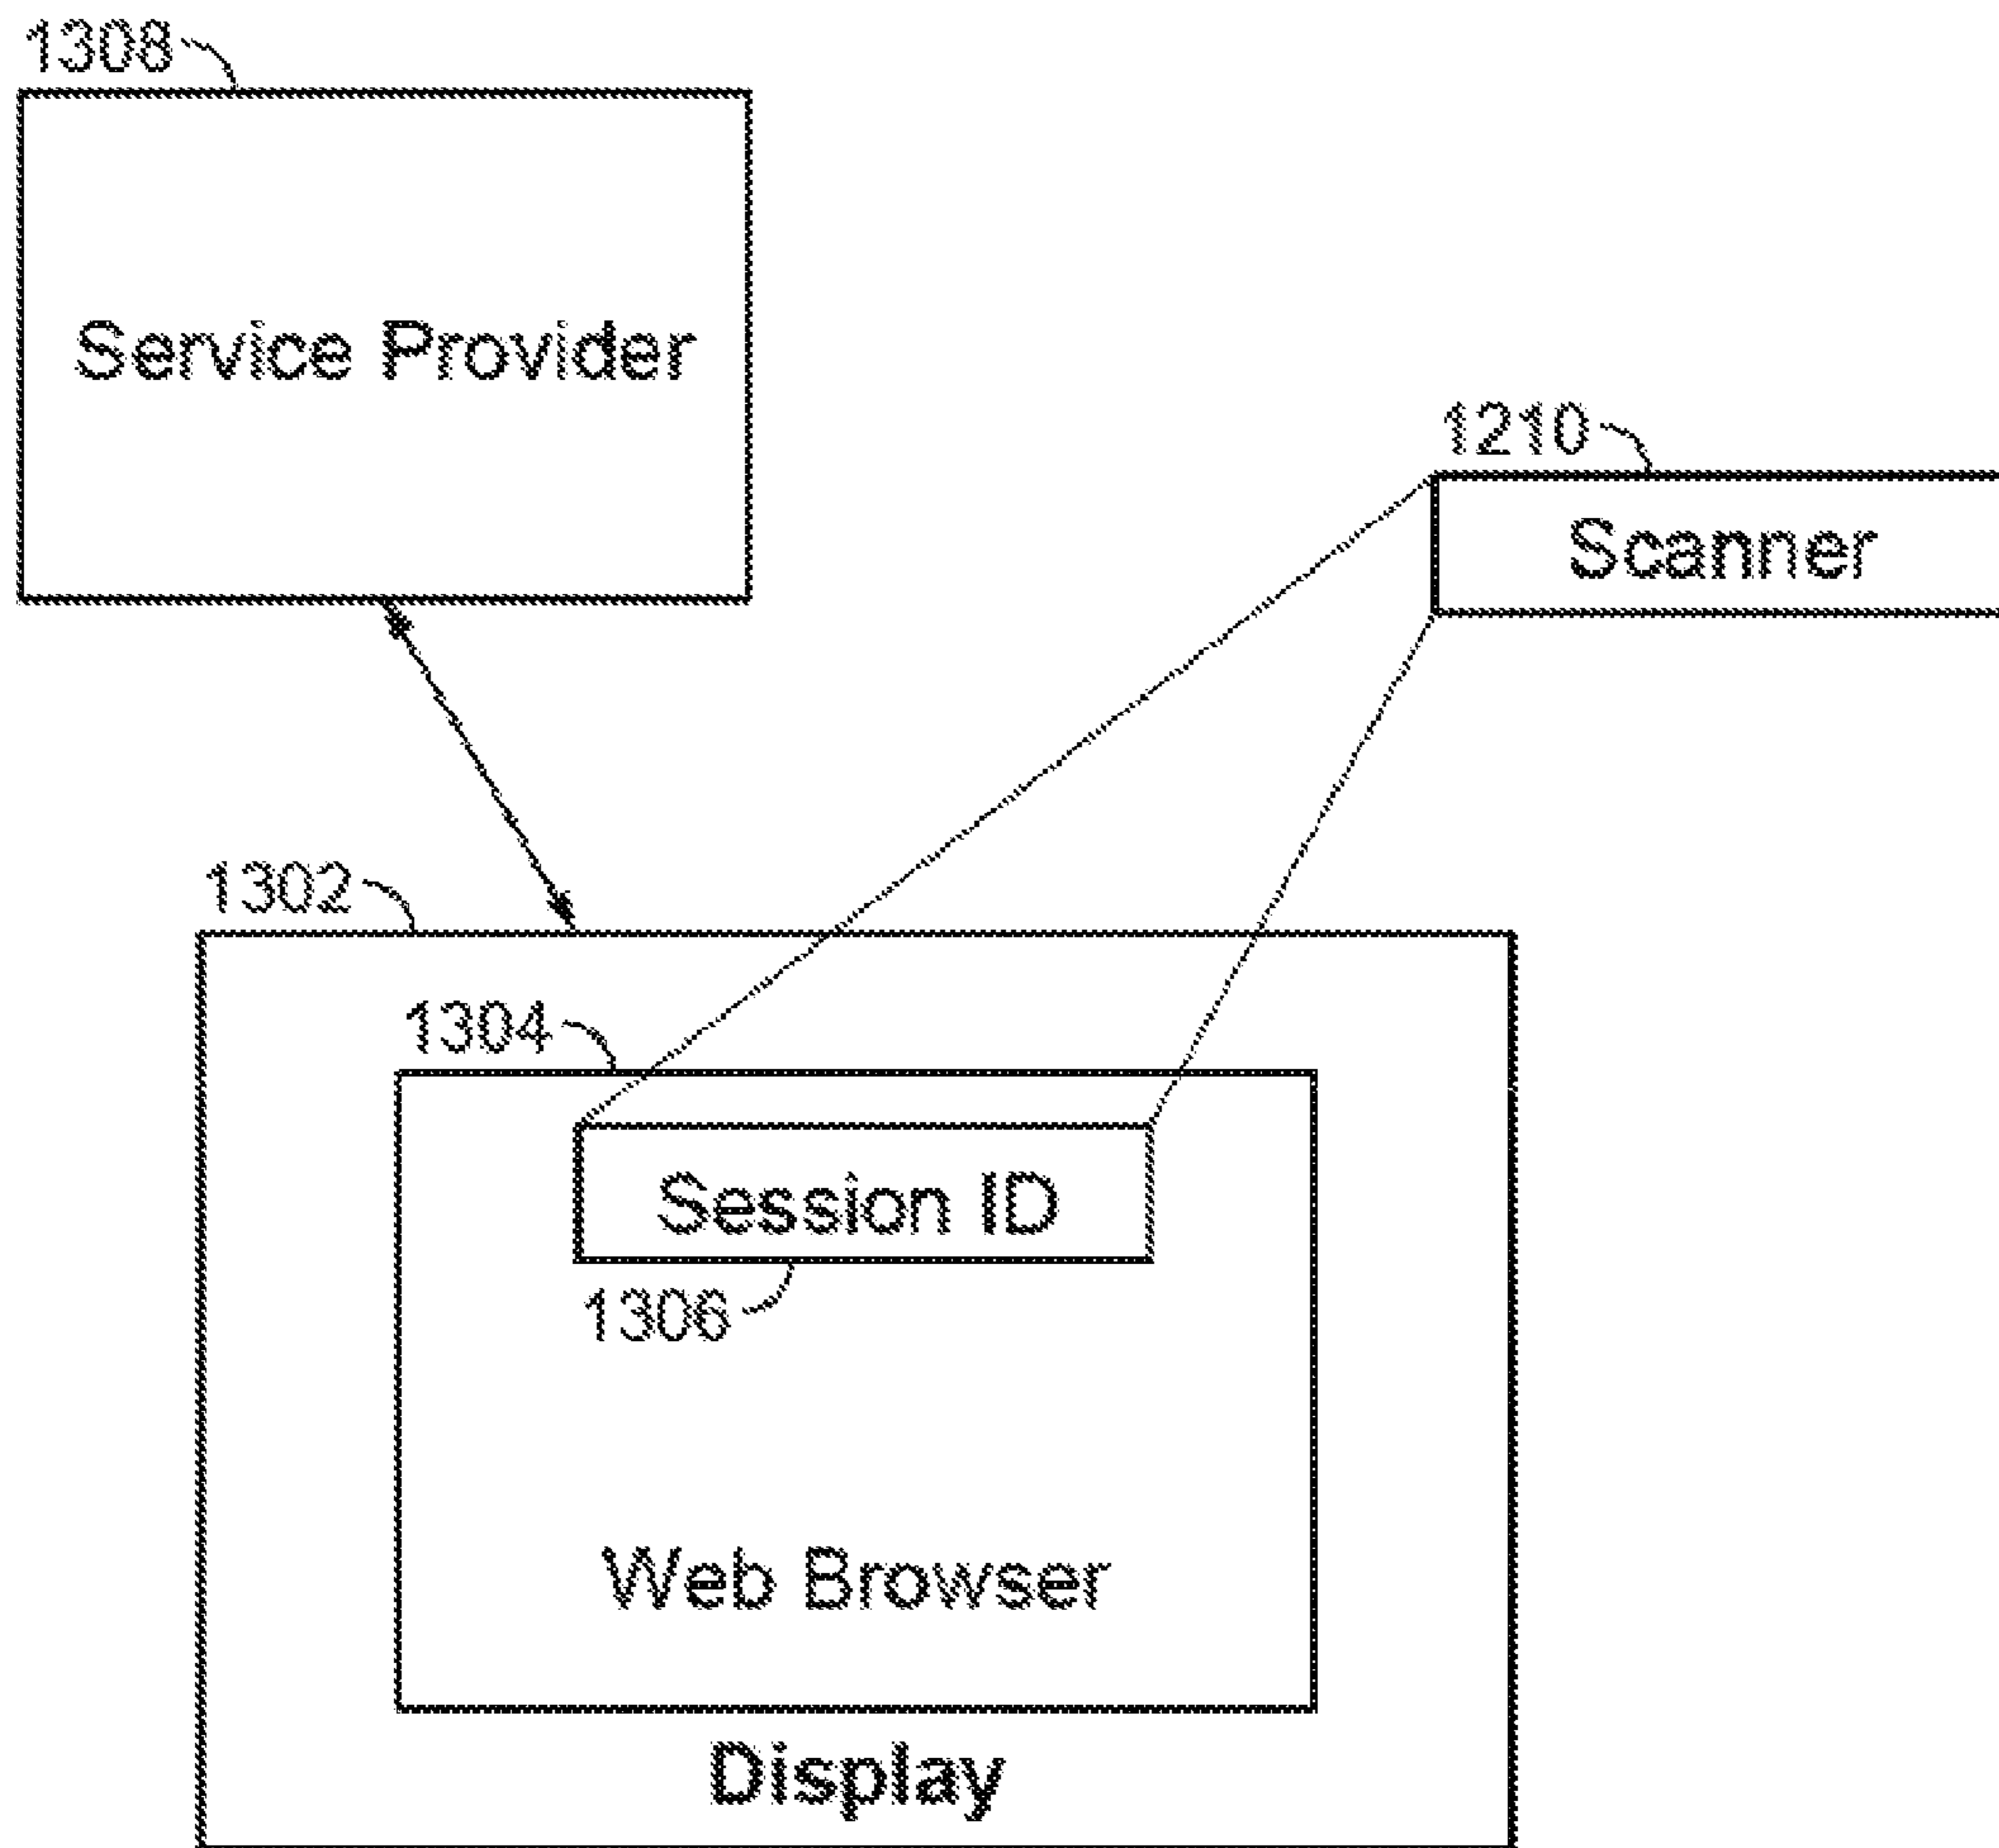 1308
Service Provider
1210
Scanner
1302
1304
Session ID
1306
Web Browser
Display